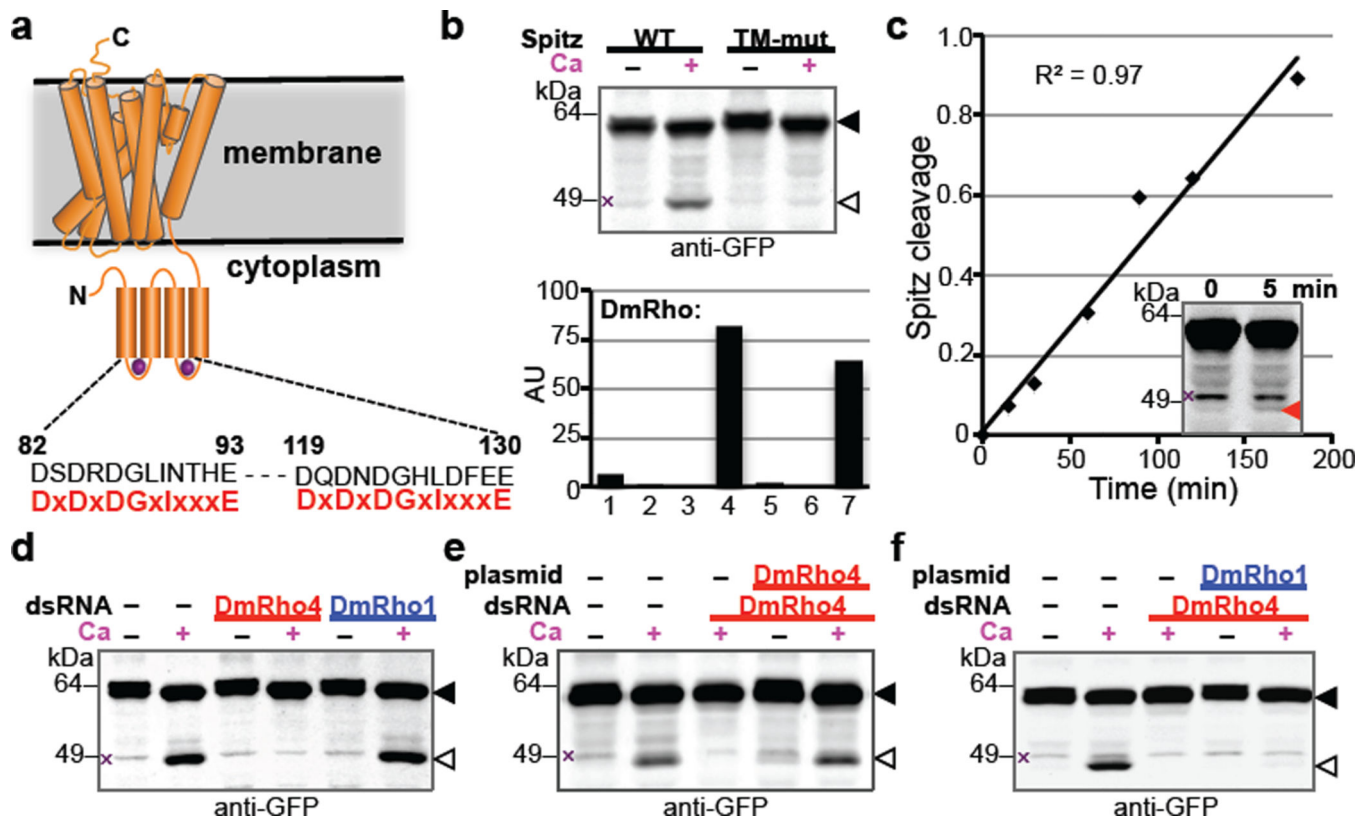 a
C
membrane
cytoplasm
N
82 93 119 130
DSDRDGLINTHE - - - DQDNDGHLDFEE
DxDxDGxIxxxE DxDxDGxIxxxE
b
Spitz WT TM-mut
Ca – + – +
kDa
64
49
x
anti-GFP
100
75
50
25
0
AU
DmRho:
1 2 3 4 5 6 7
c
1.0
0.8
0.6
0.4
0.2
0
Spitz cleavage
R² = 0.97
0 5 min
kDa
64
49
x
0 50 100 150 200
Time (min)
d
dsRNA – – DmRho4 DmRho1
Ca – + – + – +
kDa
64
49
x
anti-GFP
e
plasmid – – – DmRho4
dsRNA – – DmRho4
Ca – + + – +
kDa
64
49
x
anti-GFP
f
plasmid – – – DmRho1
dsRNA – – DmRho4
Ca – + + – +
kDa
64
49
x
anti-GFP